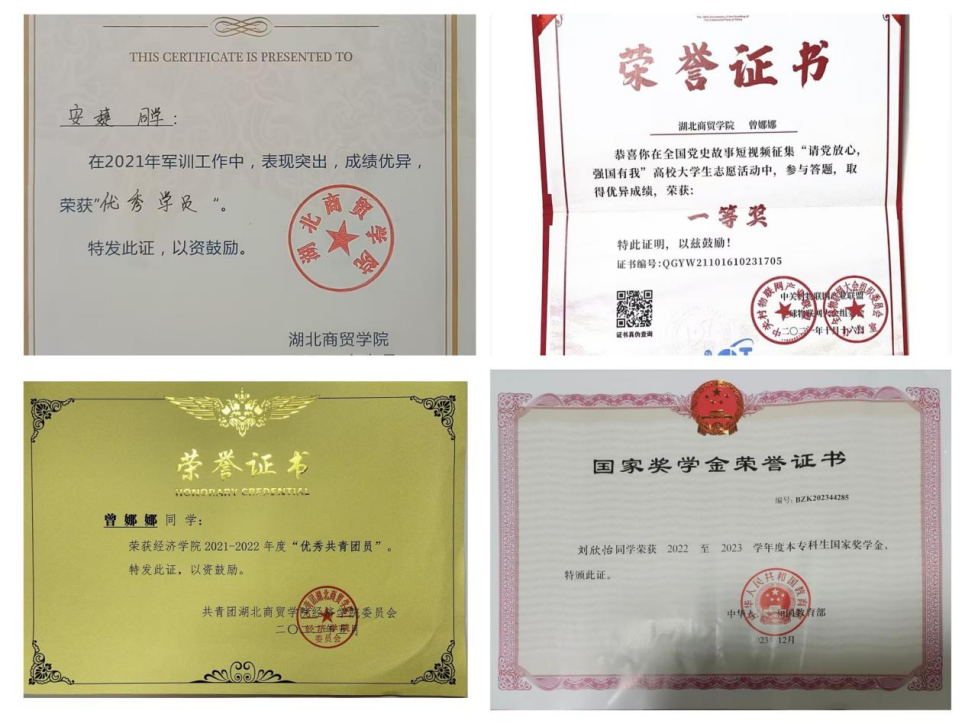 THIS CERTIFICATE IS PRESENTED TO
安婕 同学:
在2021年军训工作中，表现突出，成绩优异，
荣获“优秀学员“。
特发此证，以资鼓励。
湖北商贸学院
湖北商贸学院
荣誉证书
湖北商贸学院 曾娜娜
恭喜你在全国党史故事短视频征集“请党放心，
强国有我”高校大学生志愿活动中，参与答题，取
得优异成绩，荣获：
一等奖
特此证明，以兹鼓励！
证书编号：QGYW21101610231705
证书真伪查询
荣誉证书
HONORARY CREDENTIAL
曾娜娜同学：
荣获经济学院 2021-2022 年度“优秀共青团员”。
特发此证，以资鼓励。
共青团湖北商贸学院经济学院委员会
国家奖学金荣誉证书
编号：BZK202344285
刘欣怡同学荣获 2022 至 2023 学年度本专科生国家奖学金，
特颁此证。
中华人 和国教育部
23 12月